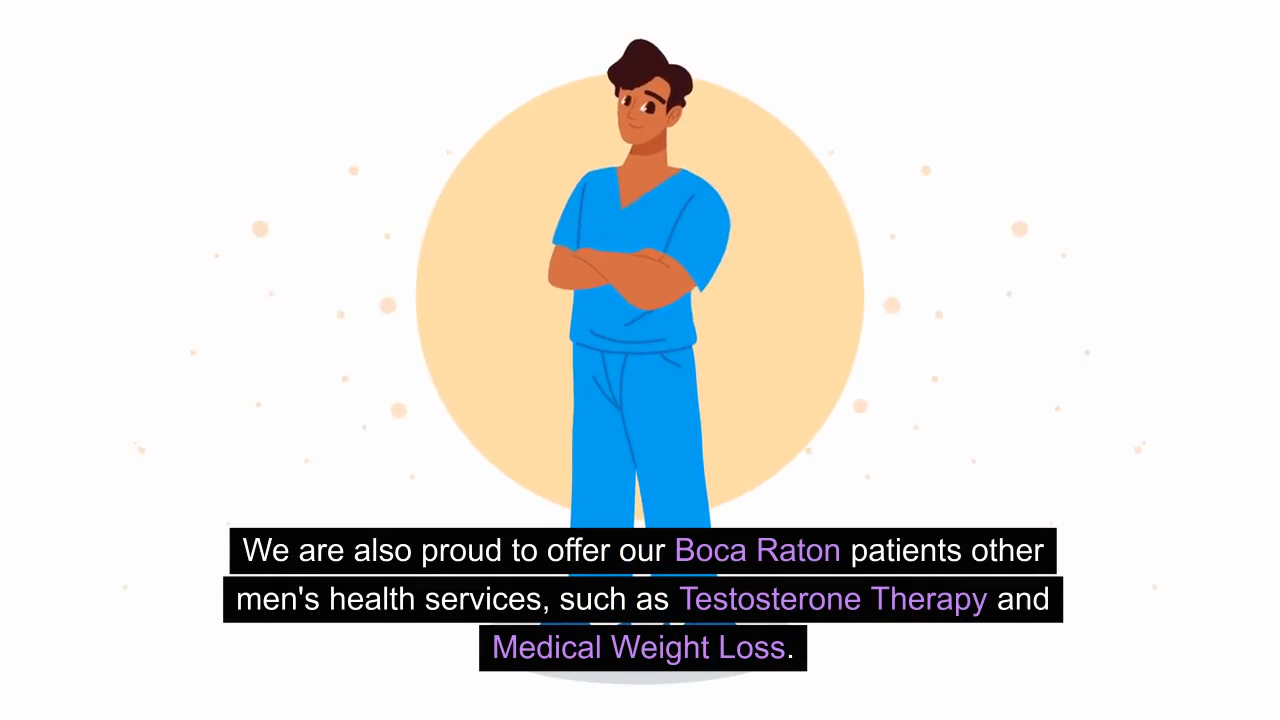 We are also proud to offer our Boca Raton patients other
men's health services, such as Testosterone Therapy and
Medical Weight Loss.